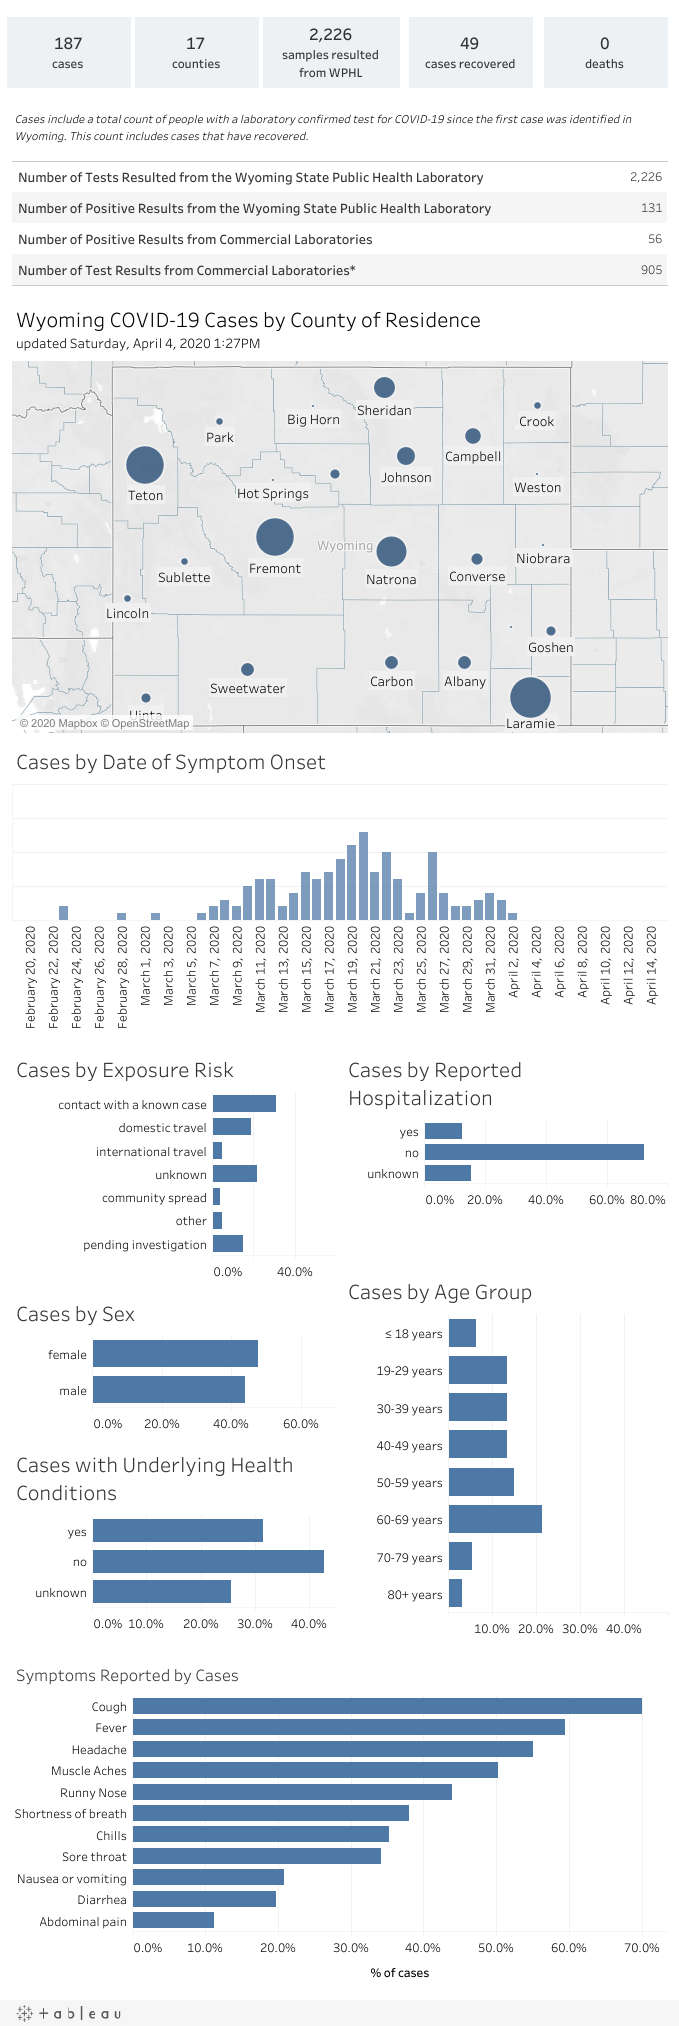 187
cases
17
counties
2,226
samples resulted
from WPHL
49
cases recovered
0
deaths
Cases include a total count of people with a laboratory confirmed test for COVID-19 since the first case was identified in
Wyoming. This count includes cases that have recovered.
Number of Tests Resulted from the Wyoming State Public Health Laboratory 2,226
Number of Positive Results from the Wyoming State Public Health Laboratory 131
Number of Positive Results from Commercial Laboratories 56
Number of Test Results from Commercial Laboratories* 905
Wyoming COVID-19 Cases by County of Residence
updated Saturday, April 4, 2020 1:27PM
Sheridan
Big Horn
Crook
Park
Campbell
Johnson
Weston
Hot Springs
Teton
Wyoming
Niobrara
Fremont
Natrona
Converse
Sublette
Lincoln
Goshen
Carbon
Albany
Sweetwater
Uinta
Laramie
© 2020 Mapbox © OpenStreetMap
Cases by Date of Symptom Onset
February 20, 2020
February 22, 2020
February 24, 2020
February 26, 2020
February 28, 2020
March 1, 2020
March 3, 2020
March 5, 2020
March 7, 2020
March 9, 2020
March 11, 2020
March 13, 2020
March 15, 2020
March 17, 2020
March 19, 2020
March 21, 2020
March 23, 2020
March 25, 2020
March 27, 2020
March 29, 2020
March 31, 2020
April 2, 2020
April 4, 2020
April 6, 2020
April 8, 2020
April 10, 2020
April 12, 2020
April 14, 2020
Cases by Exposure Risk
contact with a known case
domestic travel
international travel
unknown
community spread
other
pending investigation
0.0% 40.0%
Cases by Reported
Hospitalization
yes
no
unknown
0.0% 20.0% 40.0% 60.0% 80.0%
Cases by Sex
female
male
0.0% 20.0% 40.0% 60.0%
Cases by Age Group
≤ 18 years
19-29 years
30-39 years
40-49 years
50-59 years
60-69 years
70-79 years
80+ years
10.0% 20.0% 30.0% 40.0%
Cases with Underlying Health
Conditions
yes
no
unknown
0.0% 10.0% 20.0% 30.0% 40.0%
Symptoms Reported by Cases
Cough
Fever
Headache
Muscle Aches
Runny Nose
Shortness of breath
Chills
Sore throat
Nausea or vomiting
Diarrhea
Abdominal pain
0.0% 10.0% 20.0% 30.0% 40.0% 50.0% 60.0% 70.0%
% of cases
+ableau